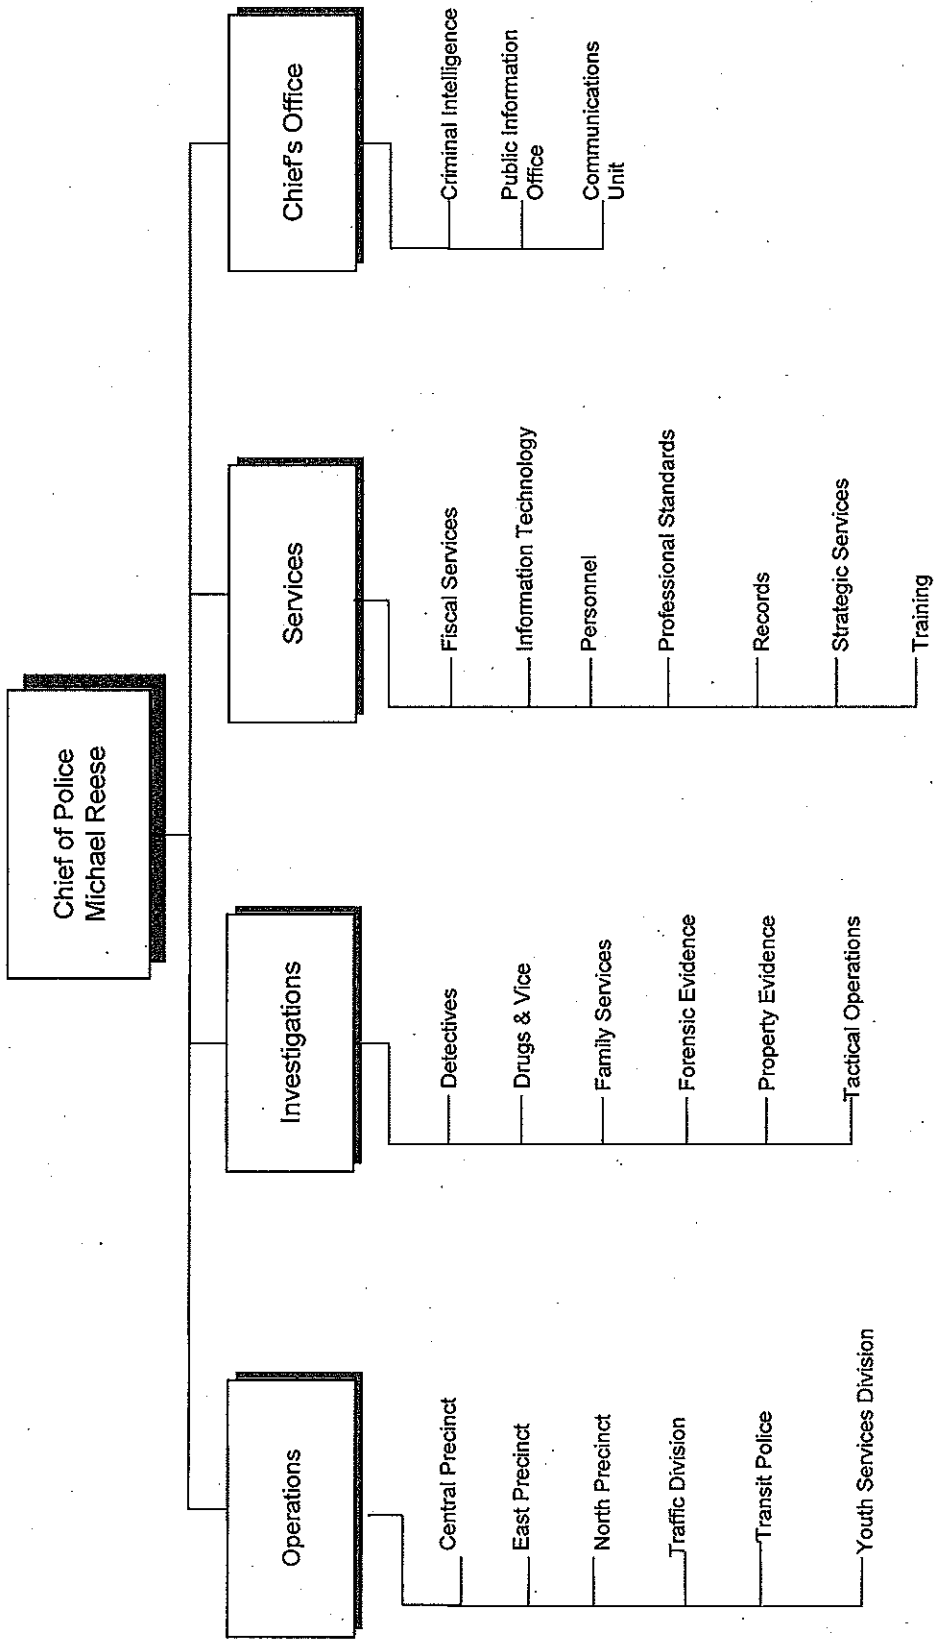 Chief of Police
Michael Reese
Operations
Central Precinct
East Precinct
North Precinct
Traffic Division
Transit Police
Youth Services Division
Investigations
Detectives
Drugs & Vice
Family Services
Forensic Evidence
Property Evidence
Tactical Operations
Services
Fiscal Services
Information Technology
Personnel
Professional Standards
Records
Strategic Services
Training
Chief's Office
Criminal Intelligence
Public Information
Office
Communications
Unit